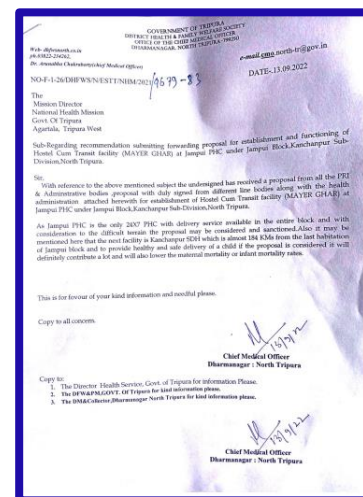 GOVERNMENT OF TRIPURA
DISTRICT HEALTH & FAMILY WELFARE SOCIETY
OFFICE OF THE CHIEF MEDICAL OFFICER
DHARMANAGAR, NORTH TRIPURA- 799250
Web- dhfwsnorth.co.in
ph.03822-234262,
Dr. Arunabha Chakraborty(chief Medical Officer)
e-mail.cmo.north-tr@gov.in
DATE-.13.09.2022
NO-F-1-26/DHFWS/N/ESTT/NHM/2021/9679-83
The
Mission Director
National Health Mission
Govt. Of Tripura
Agartala, Tripura West
Sub-Regarding recommendation submitting forwarding proposal for establishment and functioning of
Hostel Cum Transit facility (MAYER GHAR) at Jampui PHC under Jampui Block.Kanchanpur Sub-
Division,North Tripura.
Sir,
With reference to the above mentioned subject the undersigned has received a proposal from all the PRI
& Administrative bodies ,proposal with duly signed from different line bodies along with the health
administration attached herewith for establishment of Hostel Cum Transit facility (MAYER GHAR) at
Jampui PHC under Jampui Block,Kanchanpur Sub-Division,North Tripura.
As Jampui PHC is the only 24X7 PHC with delivery service available in the entire block and with
consideration to the difficult terrain the proposal may be considered and sanctioned.Also it may be
mentioned here that the next facility is Kanchanpur SDH which is almost 184 KMs from the last habitation
of Jampui block and to provide healthy and safe delivery of a child if the proposal is considered it will
definitely contribute a lot and will also lower the maternal mortality or infant mortality rates.
This is for fovour of your kind information and needful please.
Copy to all concern.
13/9/22
Chief Medical Officer
Dharmanagar : North Tripura
Copy to:
1. The Director Health Service, Govt. of Tripura for information Please.
2. The DFW&PM,GOVT. Of Tripura for kind information please.
3. The DM&Collector,Dharmanagar North Tripura for kind information please.
13/9/22
Chief Medical Officer
Dharmanagar : North Tripura